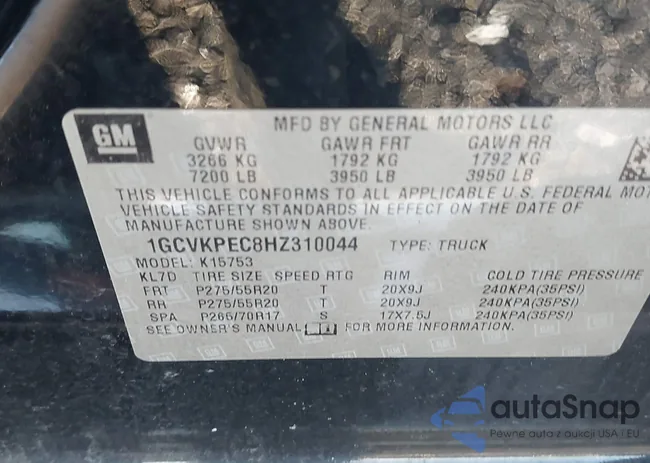 GM
MFD BY GENERAL MOTORS LLC
GVWR GAWR FRT GAWR RR
3266 KG 1792 KG 1792 KG
7200 LB 3950 LB 3950 LB
THIS VEHICLE CONFORMS TO ALL APPLICABLE U.S. FEDERAL MOT
VEHICLE SAFETY STANDARDS IN EFFECT ON THE DATE OF
MANUFACTURE SHOWN ABOVE.
1GCVKPEC8HZ310044 TYPE: TRUCK
MODEL: K15753
KL7D TIRE SIZE SPEED RTG RIM COLD TIRE PRESSURE
FRT P275/55R20 T 20X9J 240KPA(35PSI)
RR P275/55R20 T 20X9J 240KPA(35PSI)
SPA P265/70R17 S 17X7.5J 240KPA(35PSI)
SEE OWNER'S MANUAL FOR MORE INFORMATION.
autaSnap
Pewne auta z aukcji USA i EU